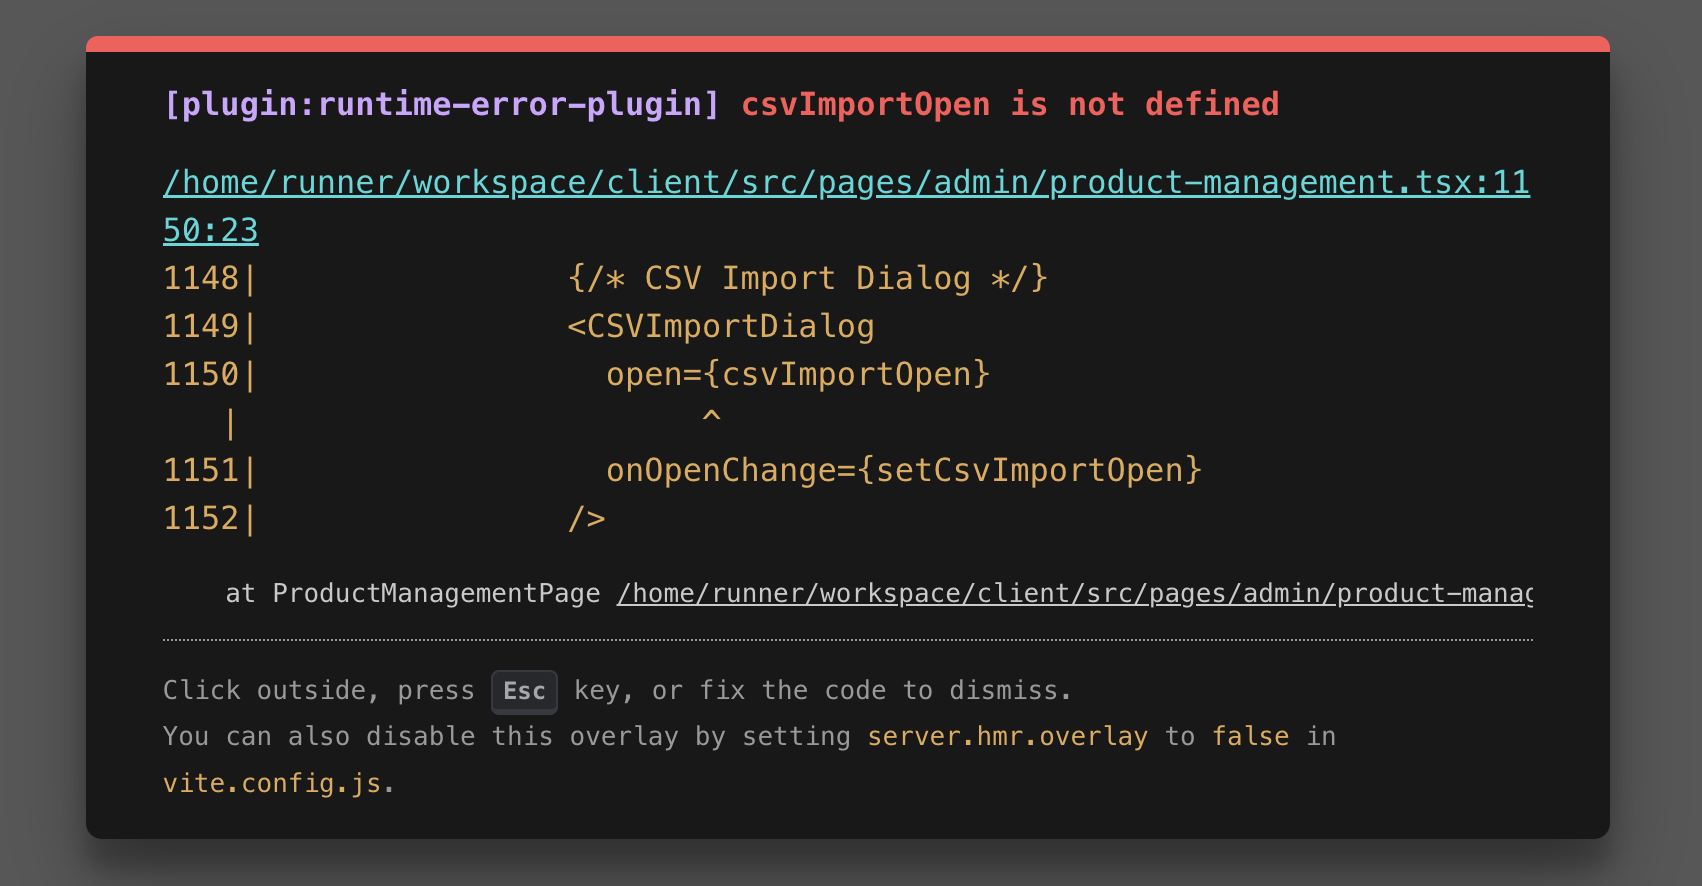 [plugin:runtime-error-plugin] csvImportOpen is not defined
/home/runner/workspace/client/src/pages/admin/product-management.tsx:11
50:23
1148|                {/* CSV Import Dialog */}
1149|                <CSVImportDialog
1150|                  open={csvImportOpen}
   |                        ^
1151|                  onOpenChange={setCsvImportOpen}
1152|                />
    at ProductManagementPage /home/runner/workspace/client/src/pages/admin/product-manag
Click outside, press Esc key, or fix the code to dismiss.
You can also disable this overlay by setting server.hmr.overlay to false in
vite.config.js.